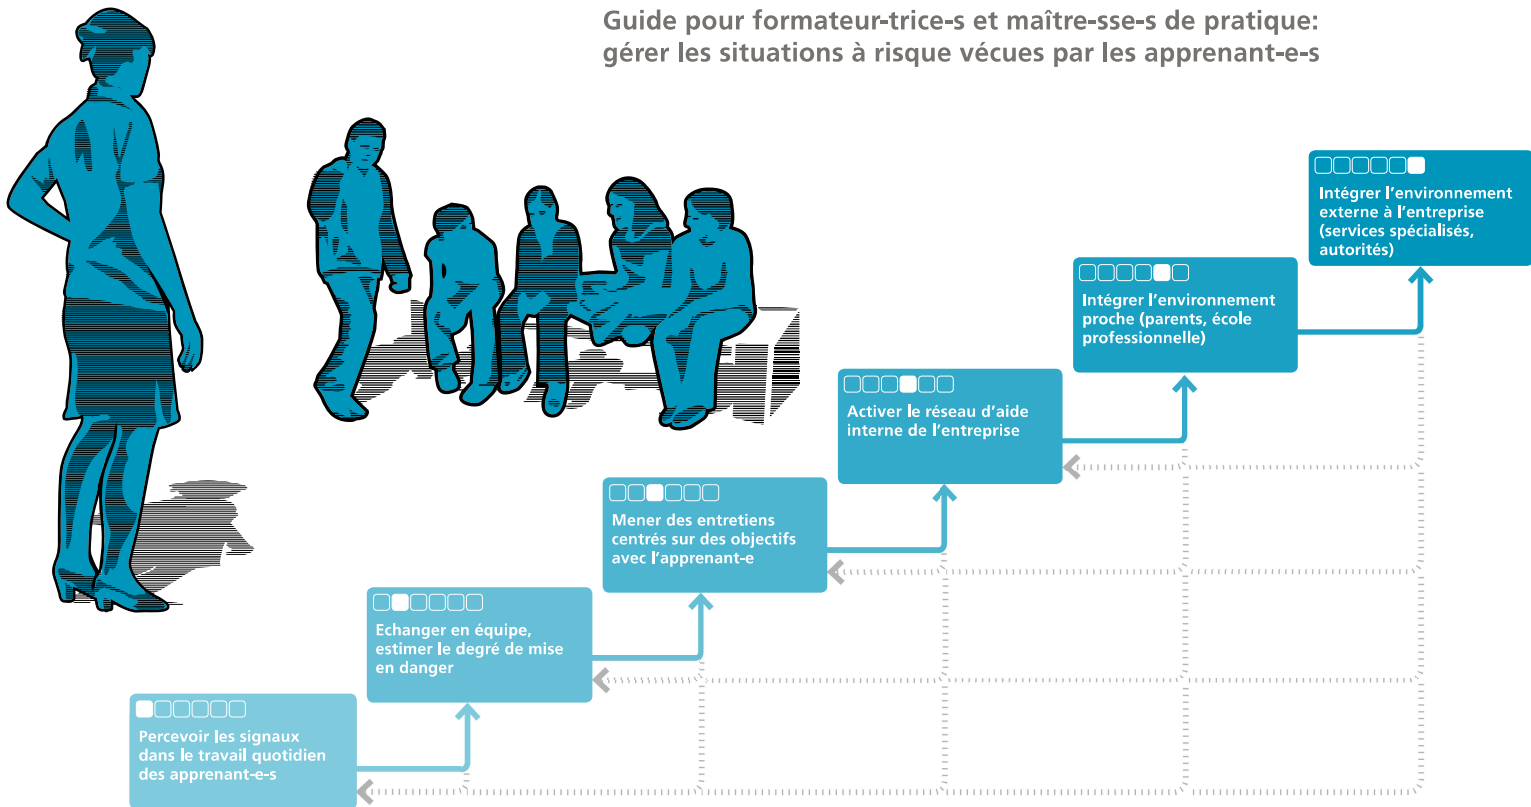 Guide pour formateur-trice-s et maître-sse-s de pratique:
gérer les situations à risque vécues par les apprenant-e-s
Intégrer l'environnement
externe à l'entreprise
(services spécialisés,
autorités)
Intégrer l'environnement
proche (parents, école
professionnelle)
Activer le réseau d'aide
interne de l'entreprise
Mener des entretiens
centrés sur des objectifs
avec l'apprenant-e
Echanger en équipe,
estimer le degré de mise
en danger
Percevoir les signaux
dans le travail quotidien
des apprenant-e-s